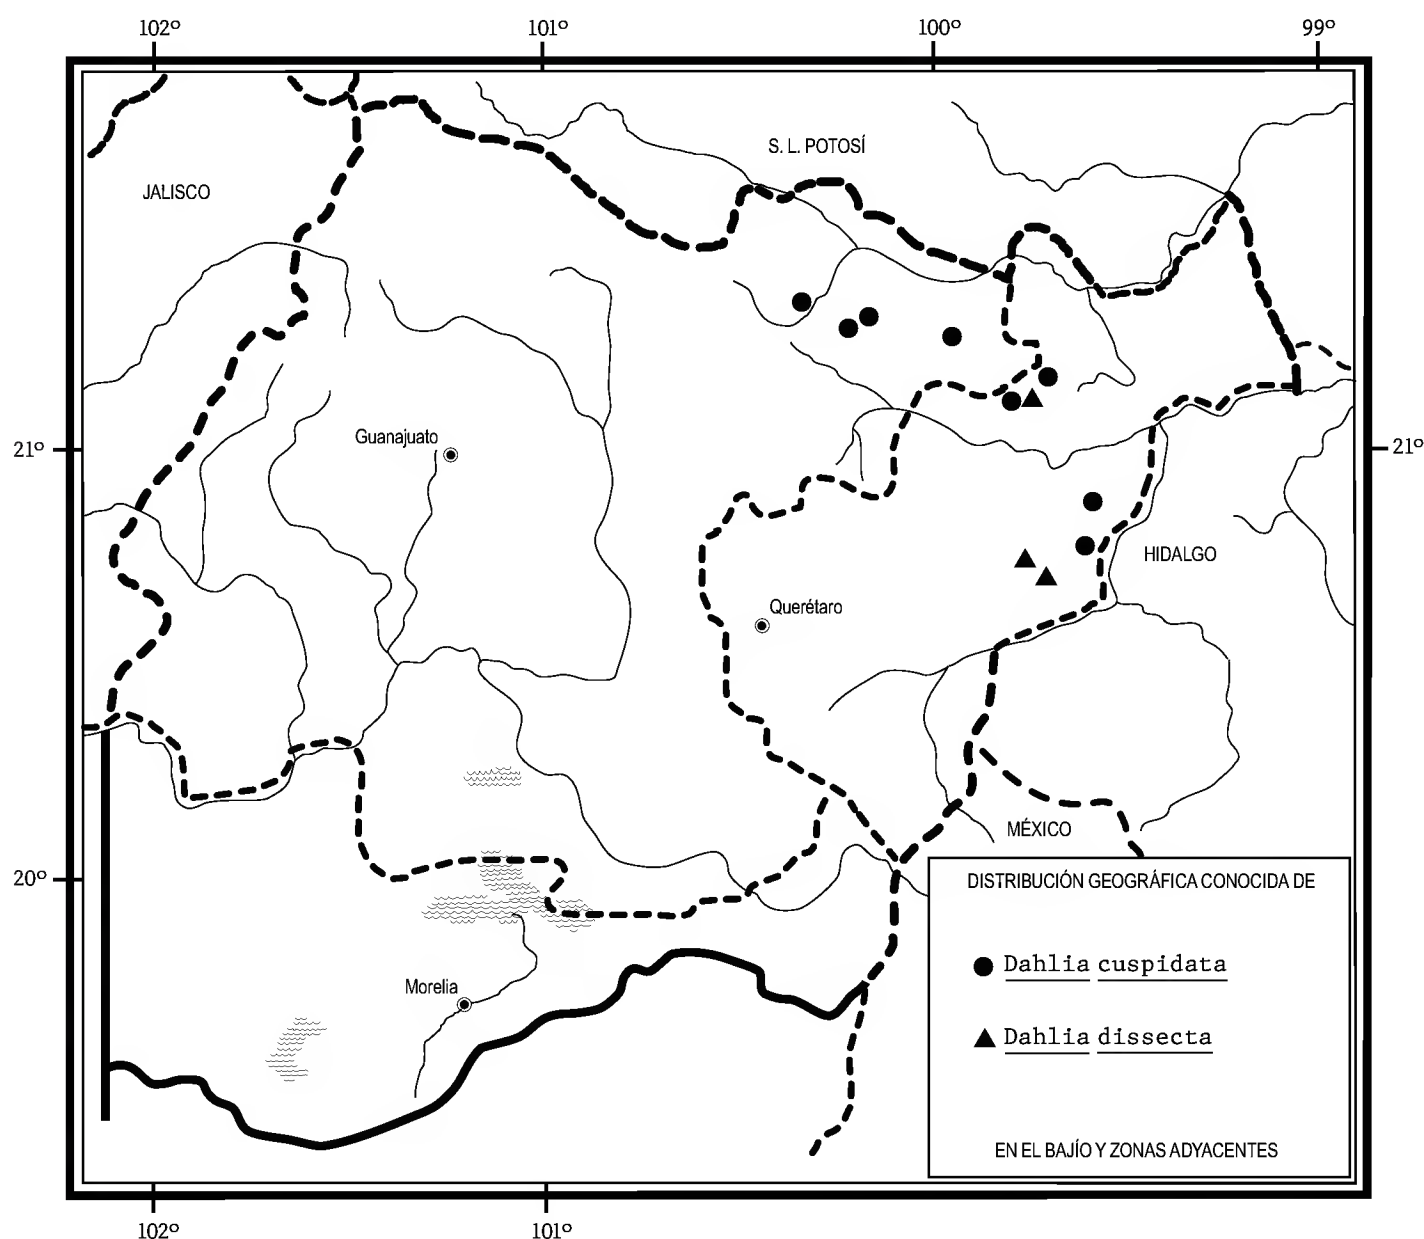 102º 101º 100º 99º
S. L. POTOSÍ
JALISCO
Guanajuato
21º 21º
HIDALGO
Querétaro
MÉXICO
20º
DISTRIBUCIÓN GEOGRÁFICA CONOCIDA DE
Dahlia cuspidata
Morelia
Dahlia dissecta
EN EL BAJÍO Y ZONAS ADYACENTES
102º 101º